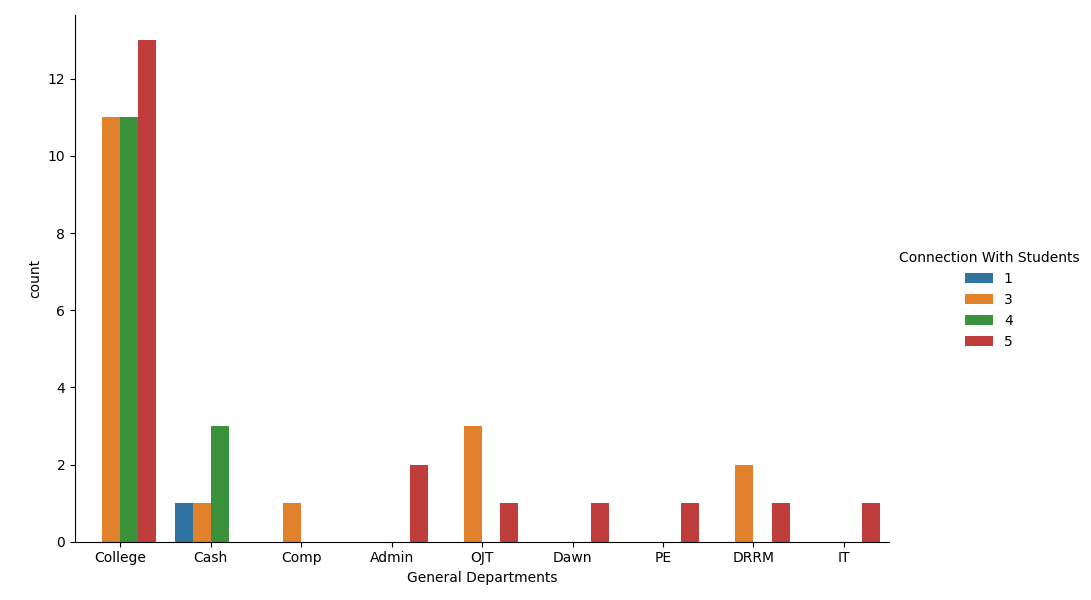 12
10
8
6
4
2
0
count
College Cash Comp Admin OJT Dawn PE DRRM IT
General Departments
Connection With Students
1
3
4
5